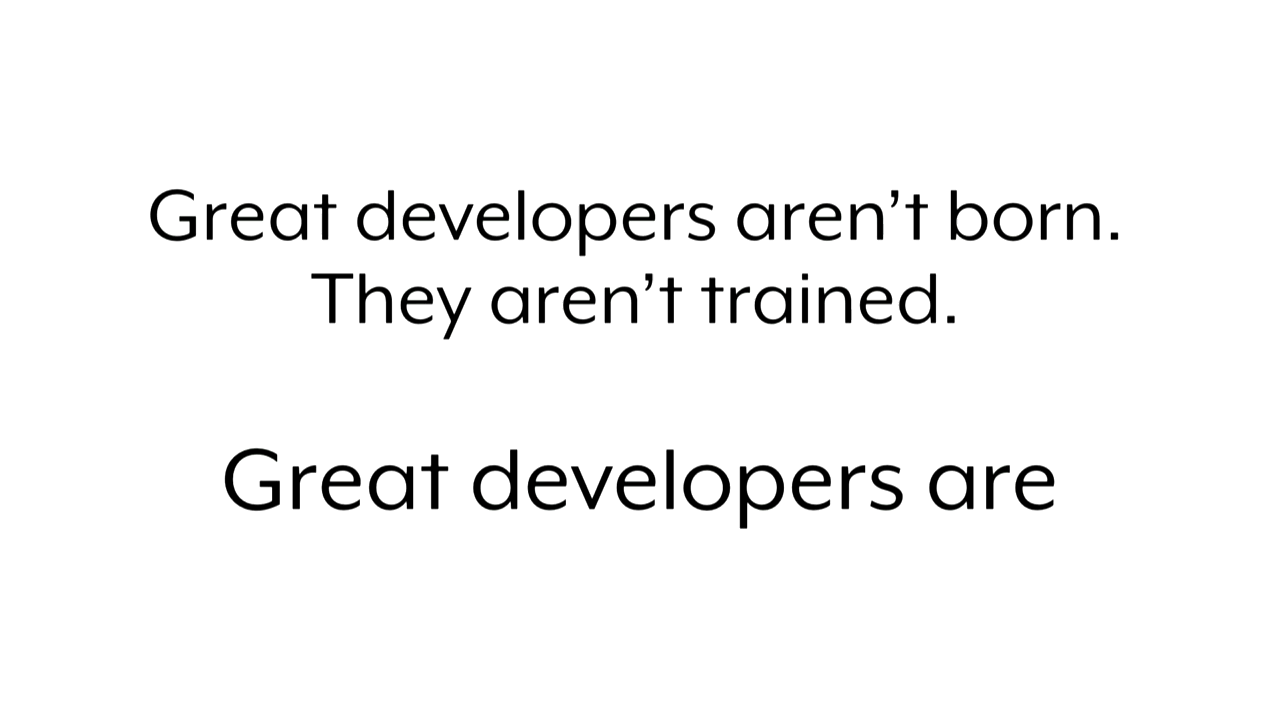 Great developers aren’t born.
They aren’t trained.
Great developers are